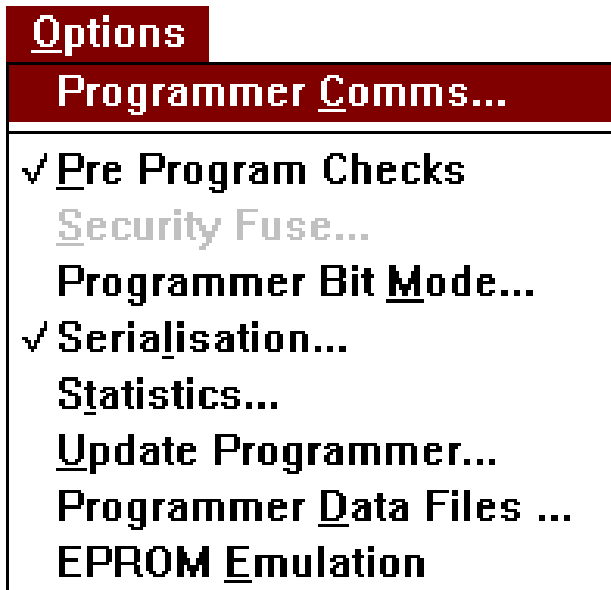 Options
Programmer Comms...
✓ Pre Program Checks
Security Fuse...
Programmer Bit Mode...
✓ Serialisation...
Statistics...
Update Programmer...
Programmer Data Files ...
EPROM Emulation